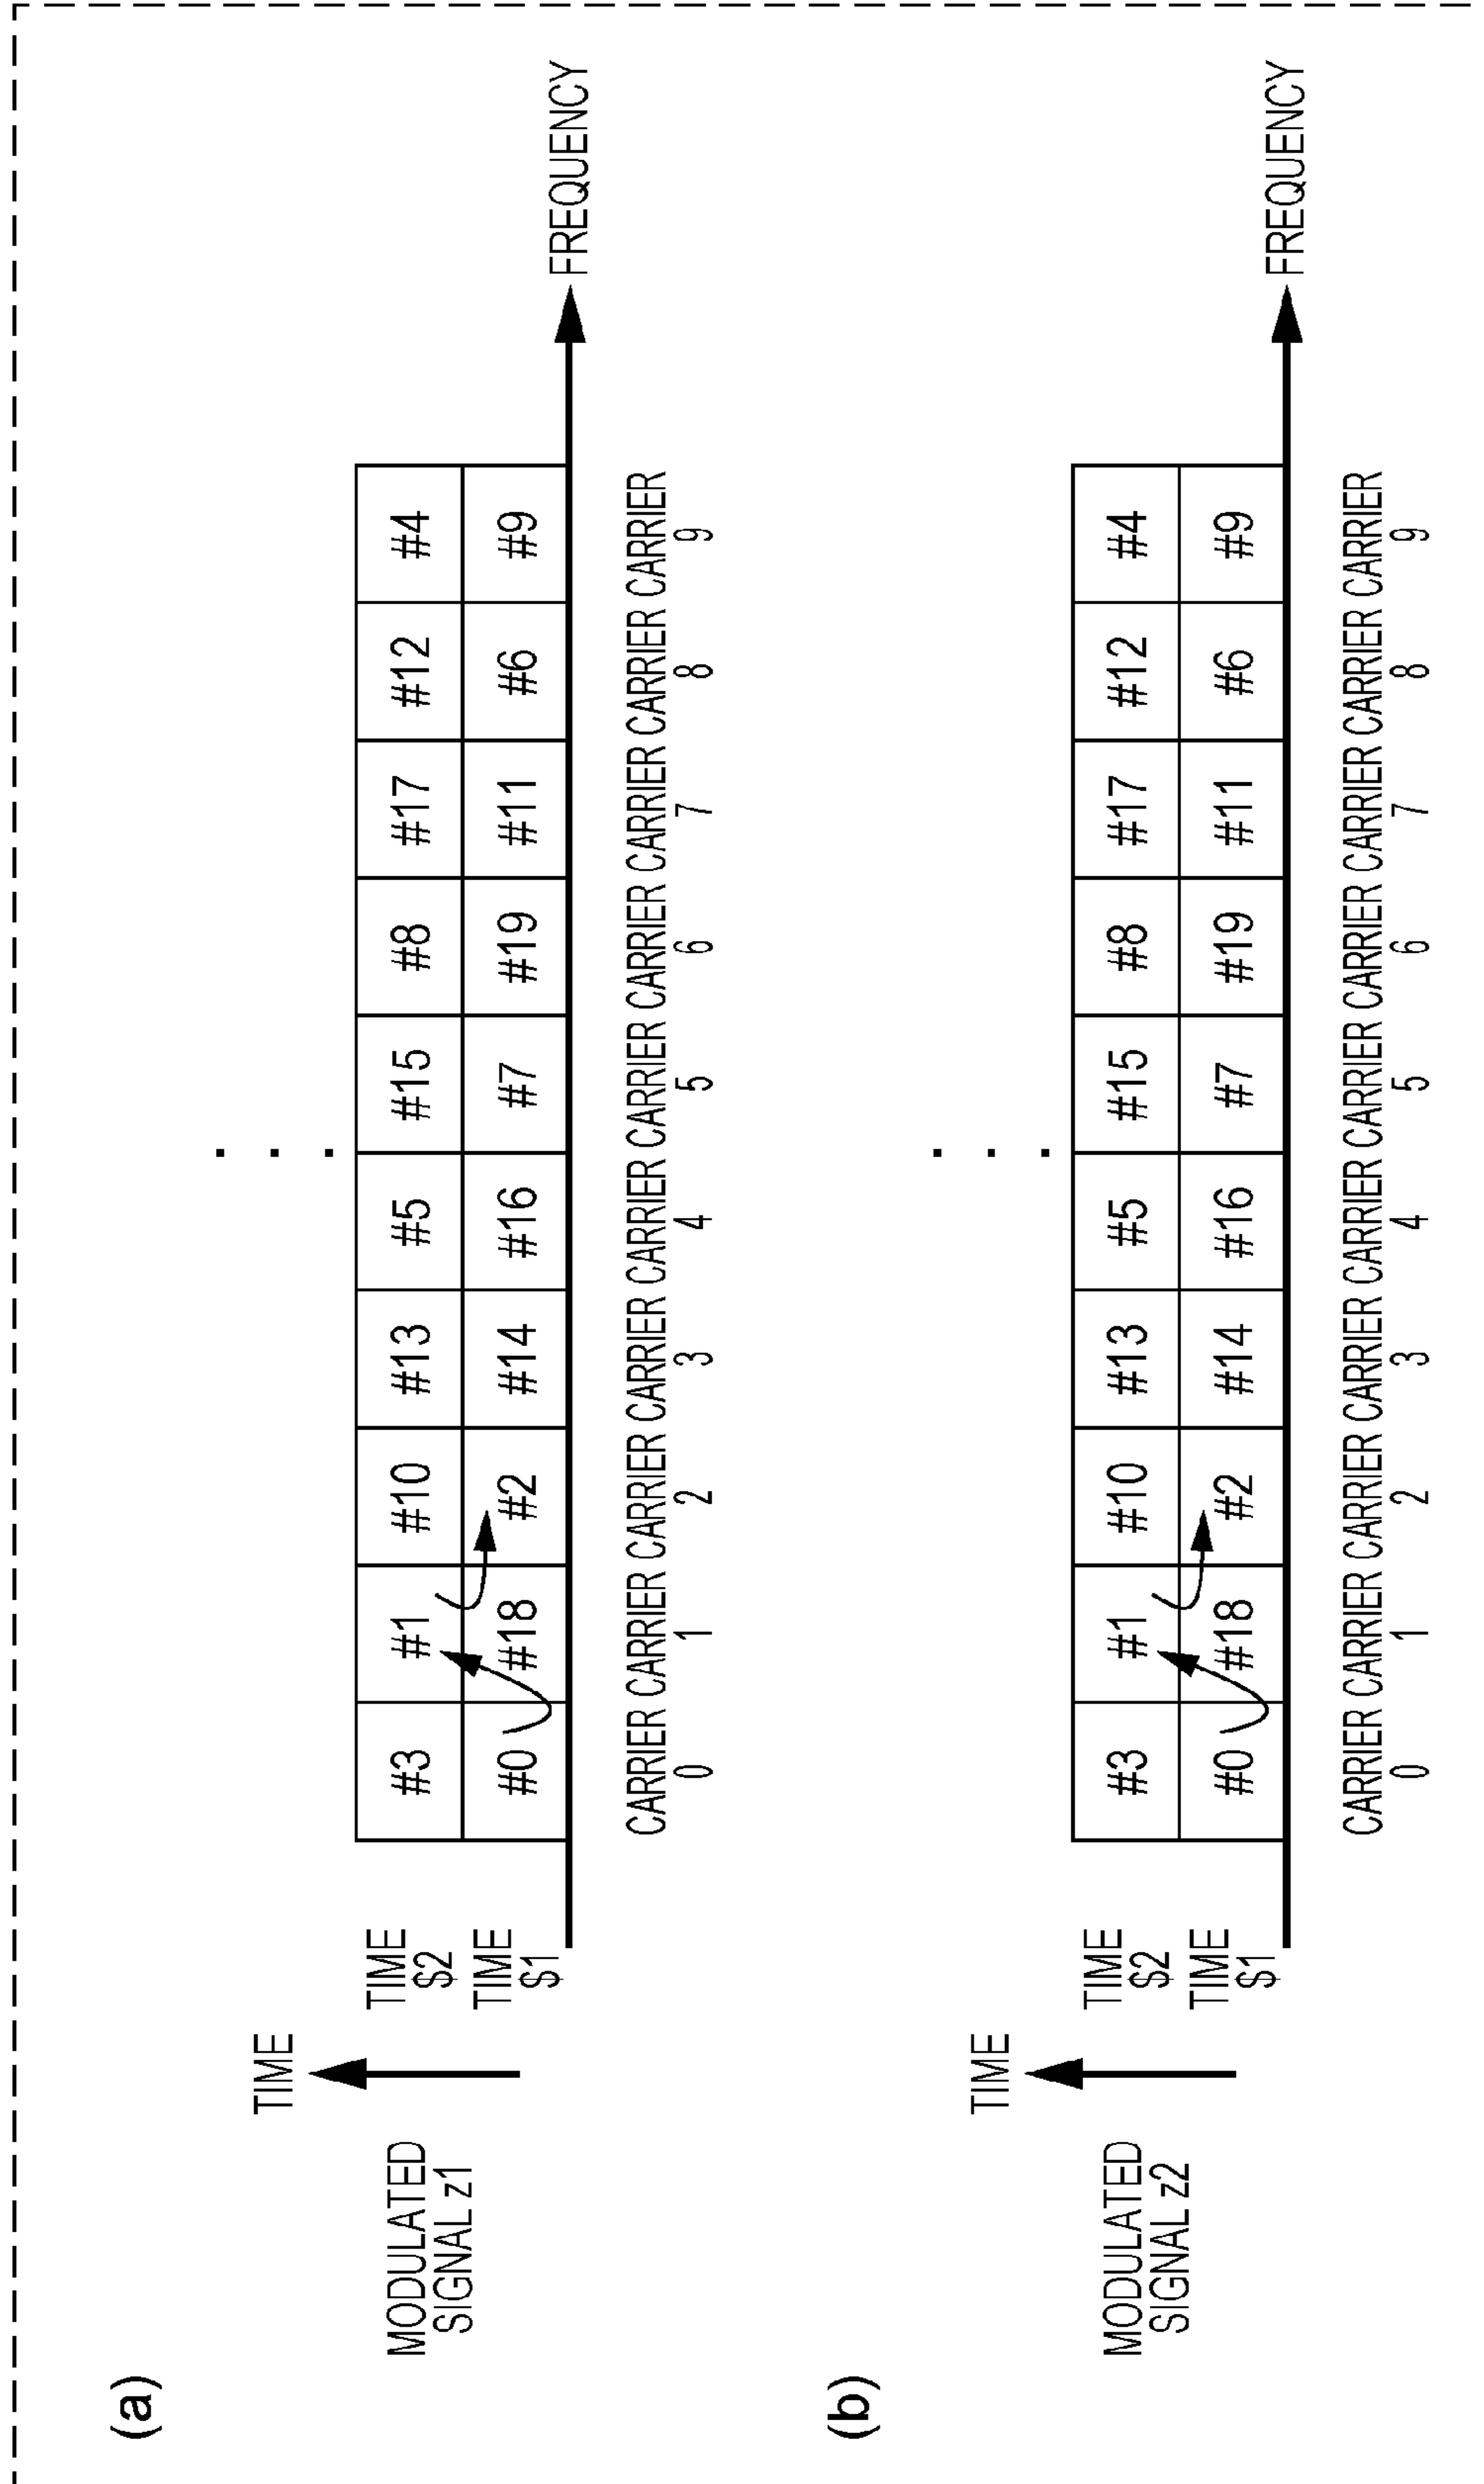 (a)
MODULATED
SIGNAL z1
TIME
TIME
$2
TIME
$1
#3 #1 #10 #13 #5 #15 #8 #17 #12 #4
#0 #18 #2 #14 #16 #7 #19 #11 #6 #9
FREQUENCY
CARRIER CARRIER CARRIER CARRIER CARRIER CARRIER CARRIER CARRIER CARRIER CARRIER
0 1 2 3 4 5 6 7 8 9
(b)
MODULATED
SIGNAL z2
TIME
TIME
$2
TIME
$1
#3 #1 #10 #13 #5 #15 #8 #17 #12 #4
#0 #18 #2 #14 #16 #7 #19 #11 #6 #9
FREQUENCY
CARRIER CARRIER CARRIER CARRIER CARRIER CARRIER CARRIER CARRIER CARRIER CARRIER
0 1 2 3 4 5 6 7 8 9